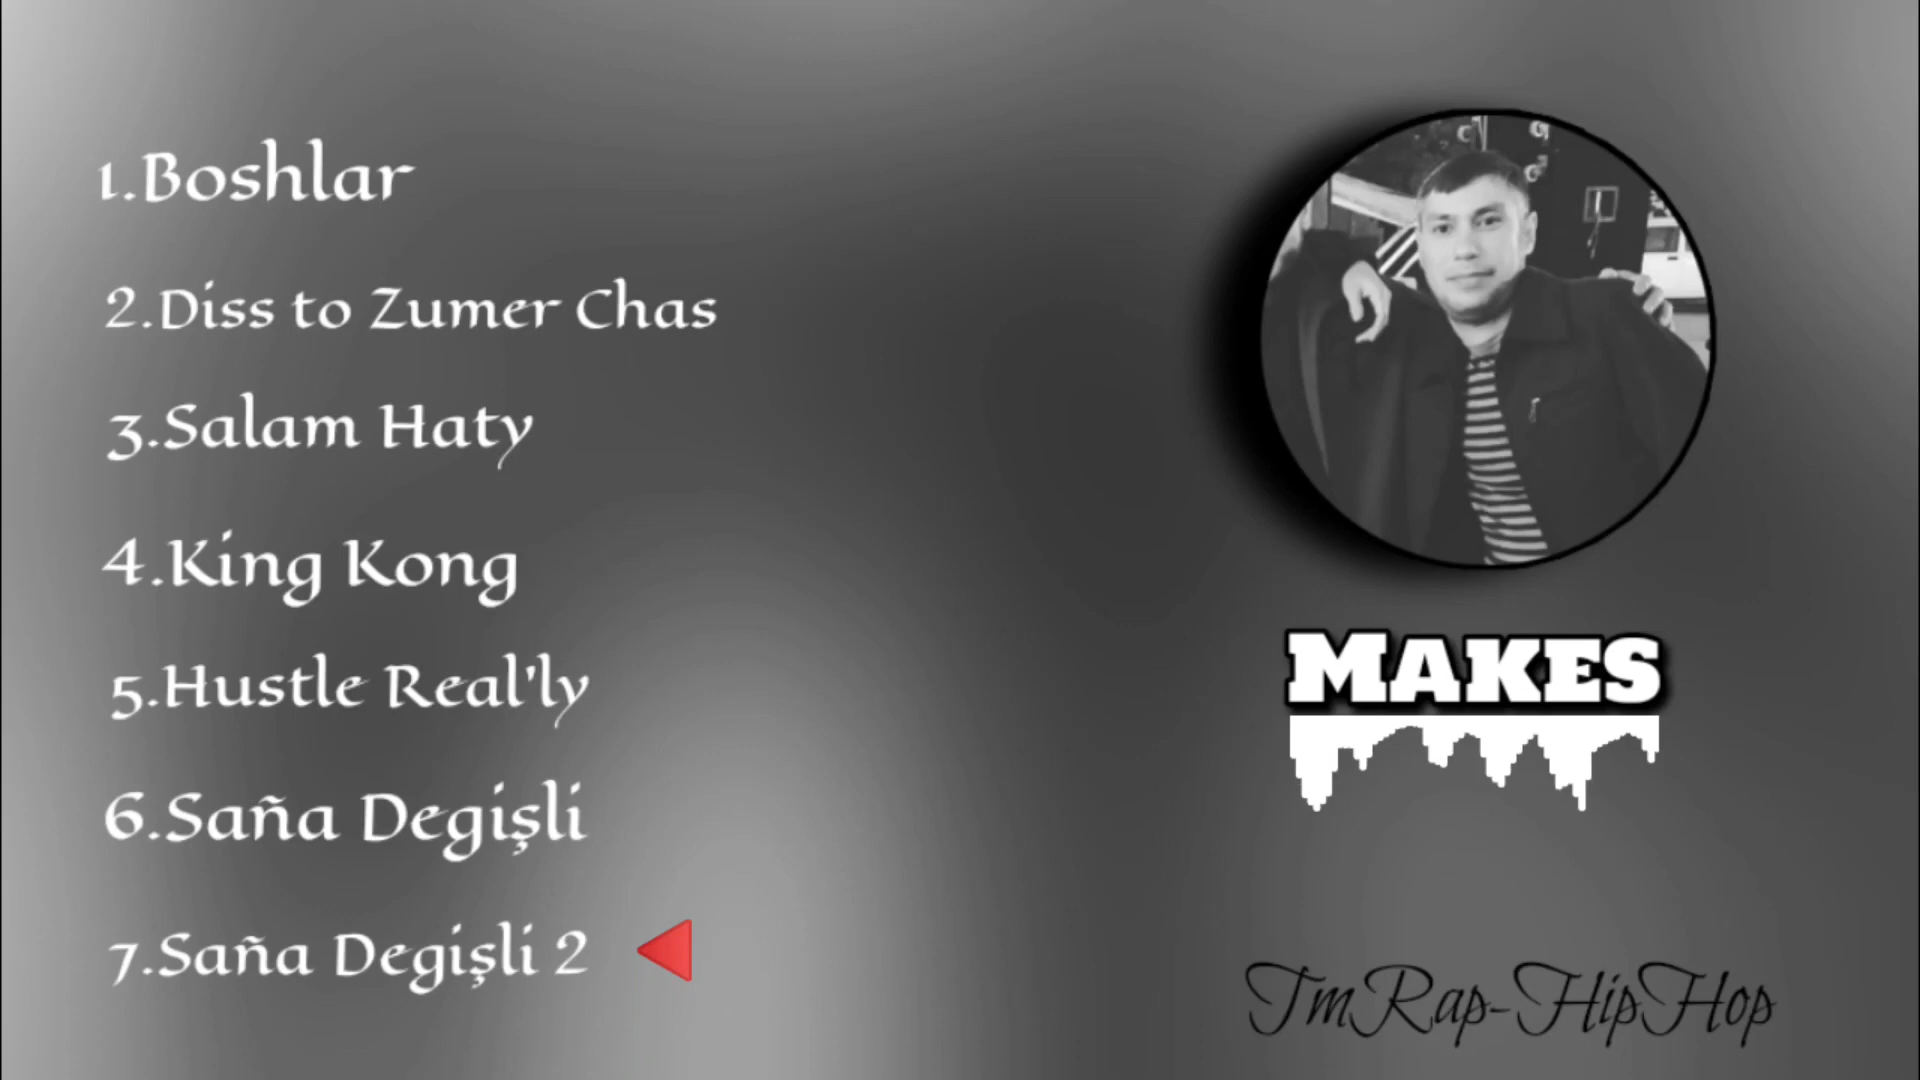 1.Boshlar
2.Diss to Zumer Chas
3.Salam Haty
4.King Kong
5.Hustle Real'ly
6.Saña Degişli
7.Saña Degişli 2
MAKES
TmRap-HipHop